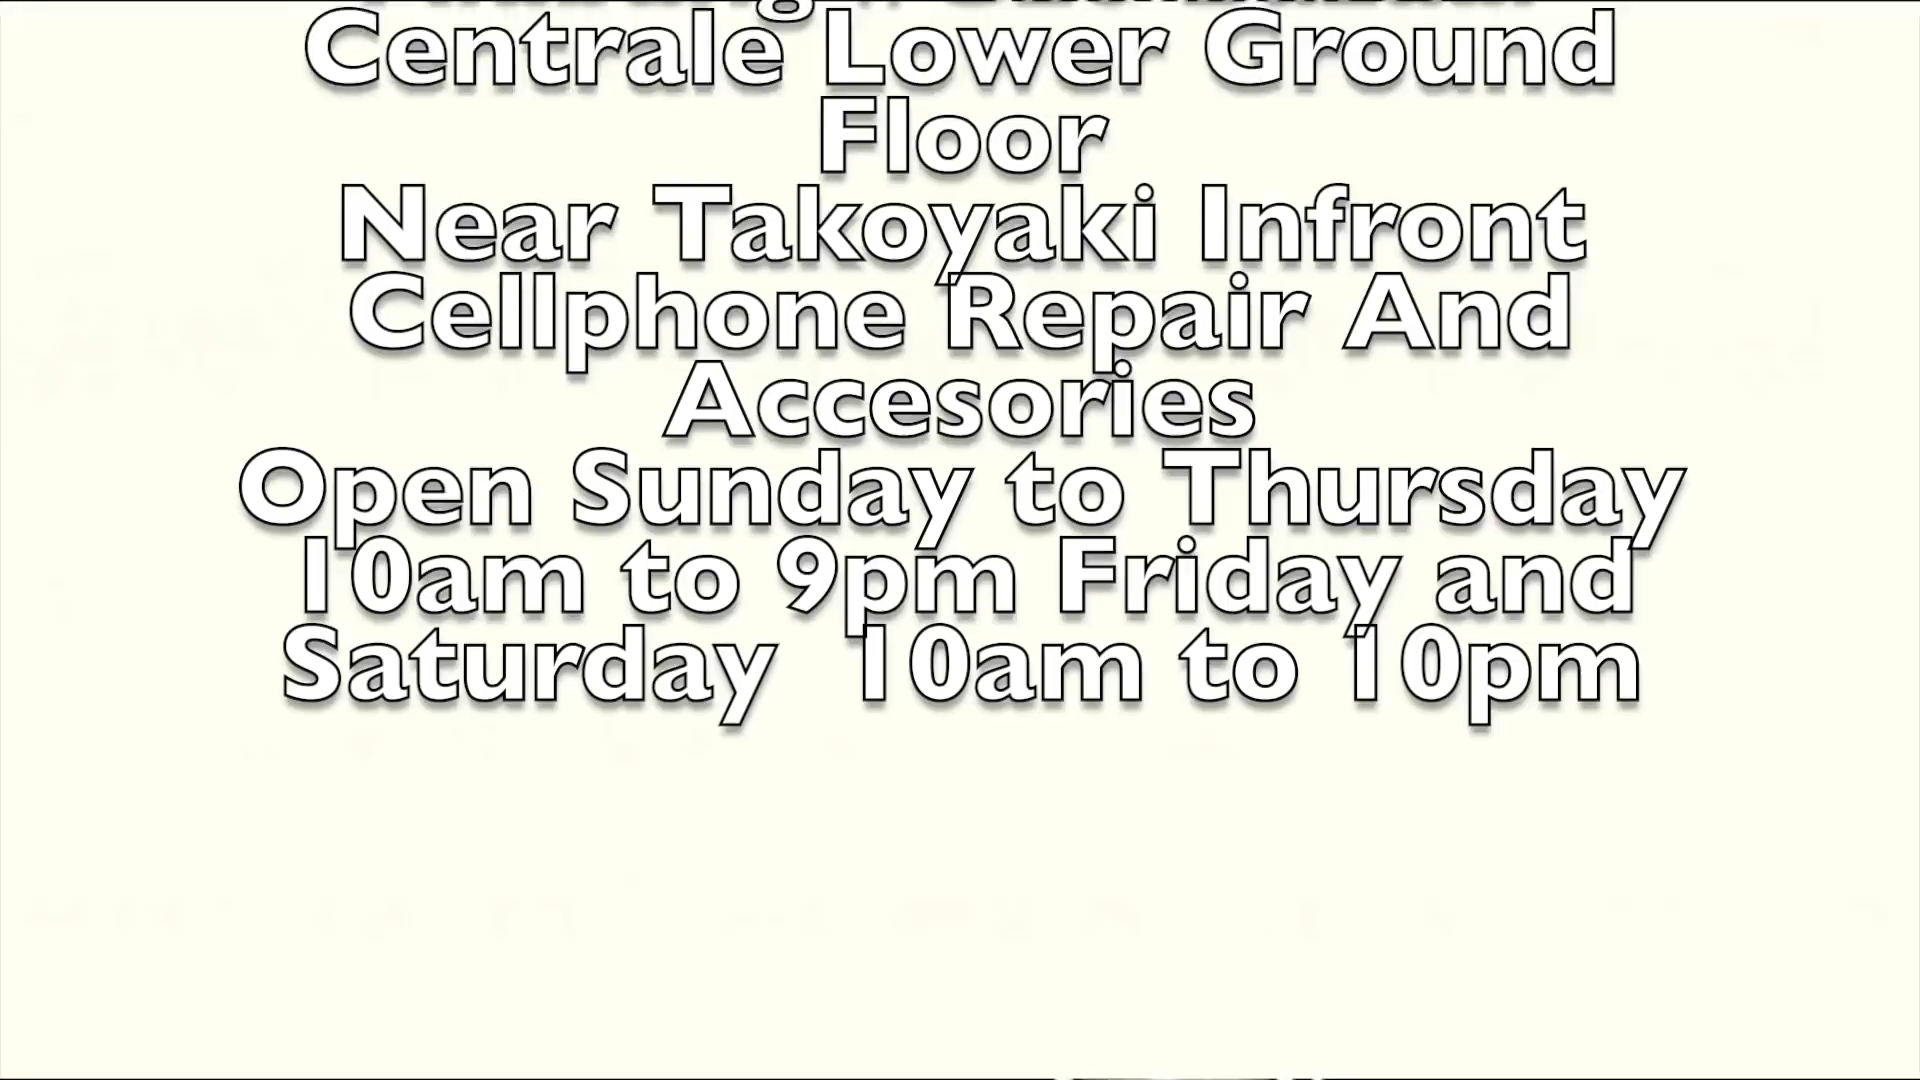 Centrale Lower Ground
Floor
Near Takoyaki Infront
Cellphone Repair And
Accesories
Open Sunday to Thursday
10am to 9pm Friday and
Saturday  10am to 10pm